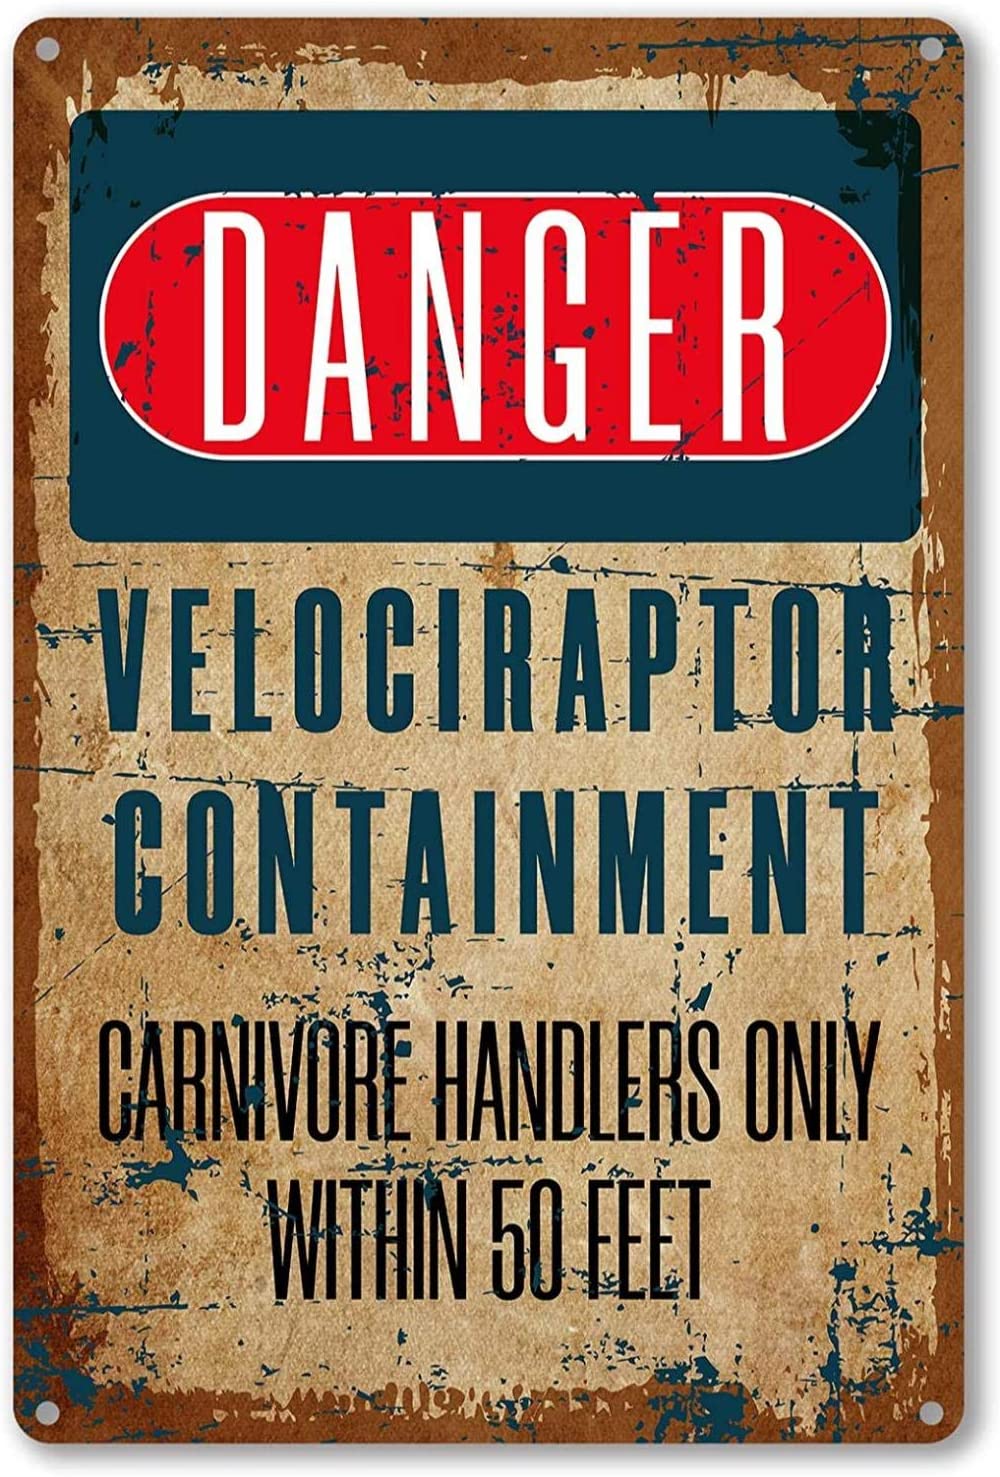 DANGER
VELOCIRAPTOR
CONTAINMENT
CARNIVORE HANDLERS ONLY
WITHIN 50 FEET